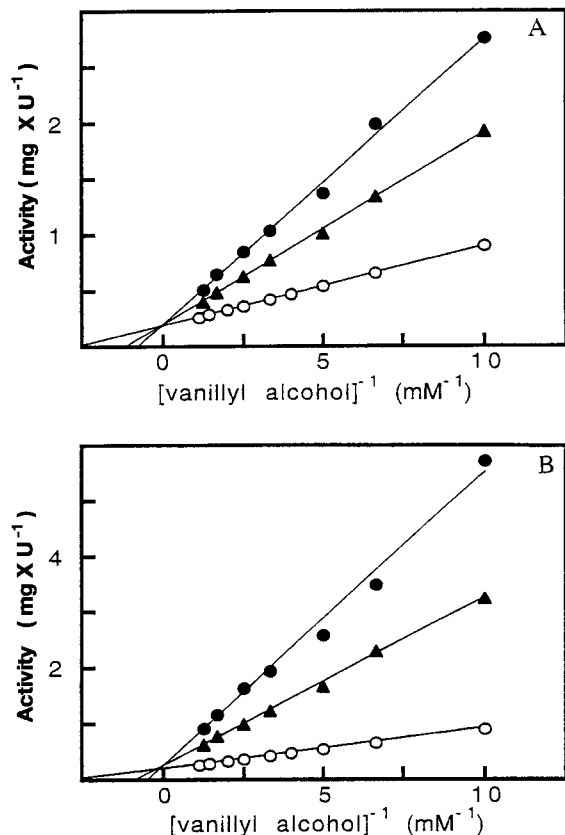 A
Activity ( mg X U⁻¹ )
2
1
0
5
10
[vanillyl alcohol]⁻¹ (mM⁻¹)
B
Activity ( mg X U⁻¹ )
4
2
0
5
10
[vanillyl alcohol]⁻¹ (mM⁻¹)